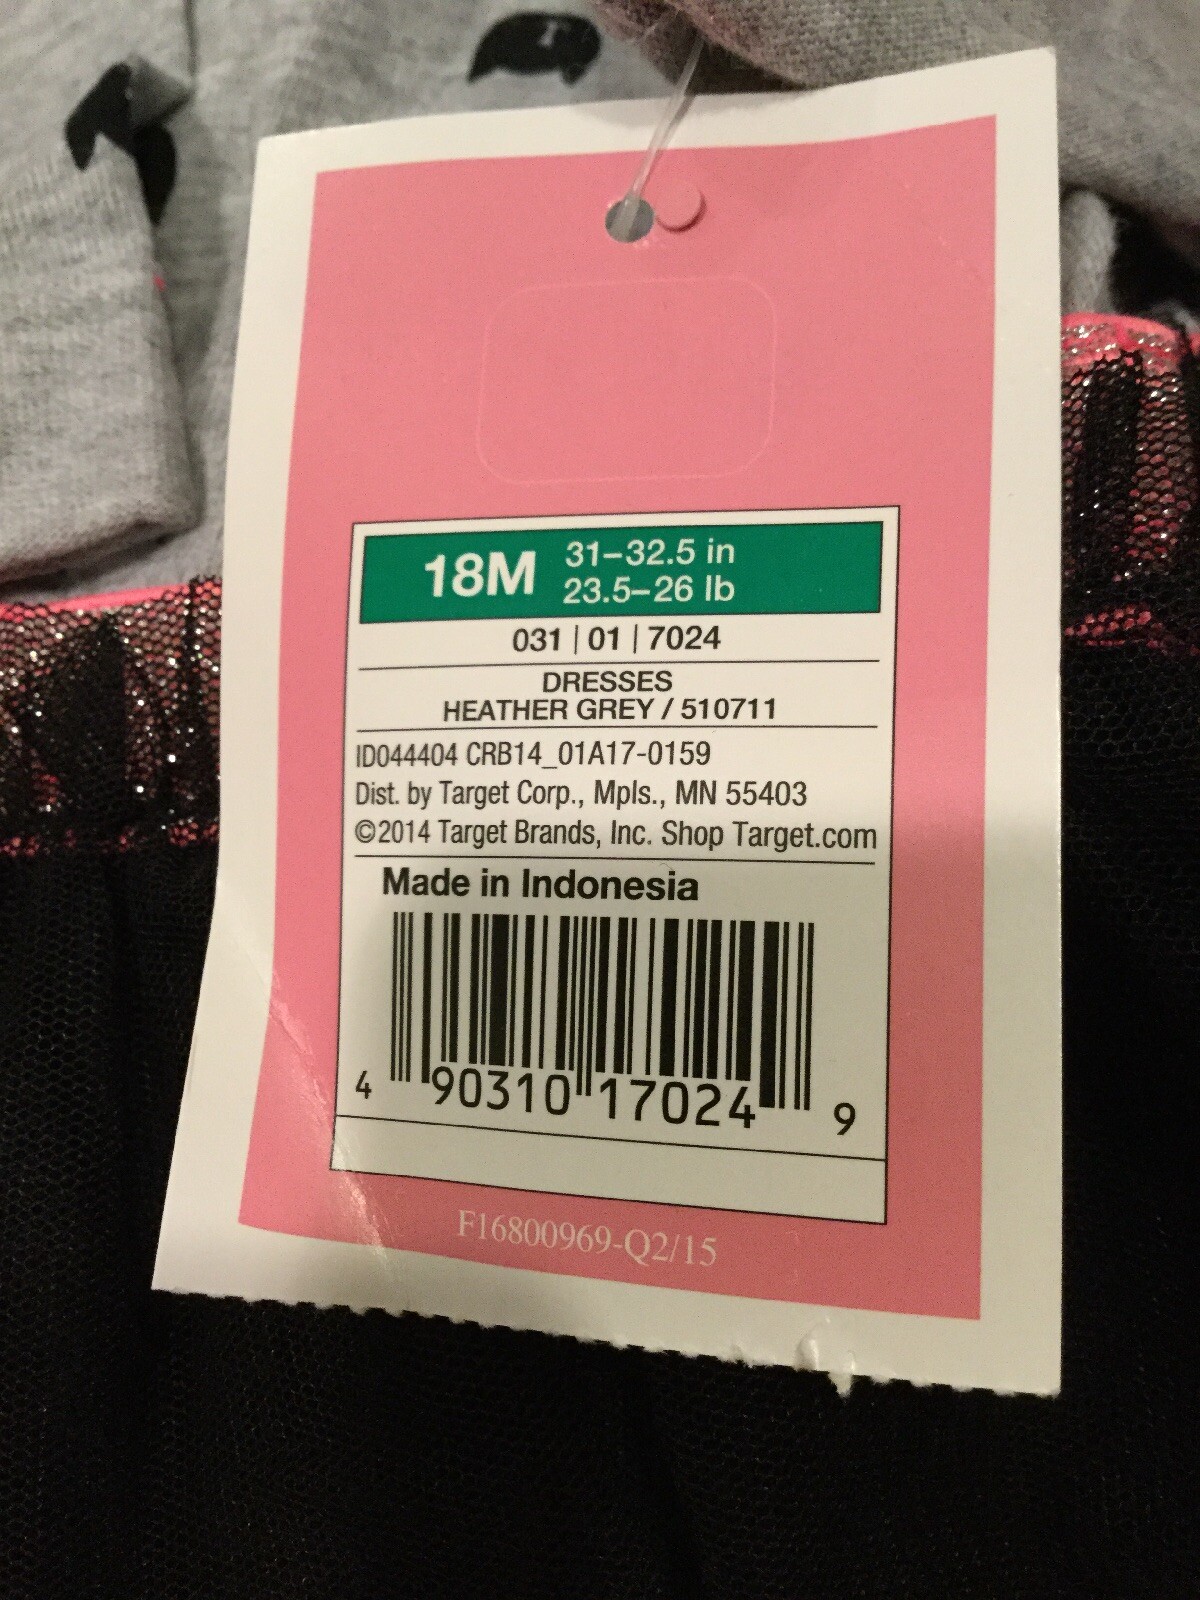 18M 31–32.5 in
23.5–26 lb
031 | 01 | 7024
DRESSES
HEATHER GREY / 510711
ID044404 CRB14_01A17-0159
Dist. by Target Corp., Mpls., MN 55403
©2014 Target Brands, Inc. Shop Target.com
Made in Indonesia
4 90310 17024 9
F16800969-Q2/15